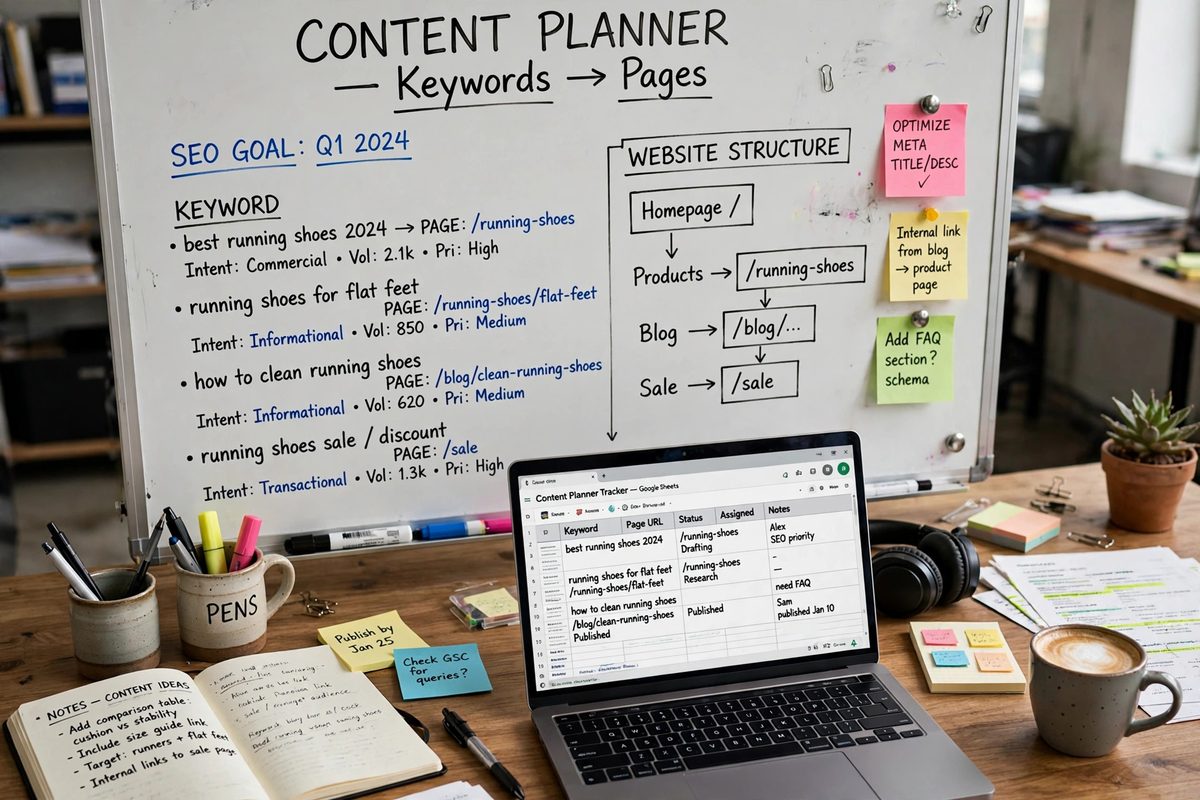 CONTENT PLANNER
— Keywords → Pages
SEO GOAL: Q1 2024
KEYWORD
• best running shoes 2024 → PAGE: /running-shoes
Intent: Commercial • Vol: 2.1k • Pri: High
• running shoes for flat feet
PAGE: /running-shoes/flat-feet
Intent: Informational • Vol: 850 • Pri: Medium
• how to clean running shoes
PAGE: /blog/clean-running-shoes
Intent: Informational • Vol: 620 • Pri: Medium
• running shoes sale / discount
PAGE: /sale
Intent: Transactional • Vol: 1.3k • Pri: High
WEBSITE STRUCTURE
Homepage /
Products → /running-shoes
Blog → /blog/...
Sale → /sale
OPTIMIZE
META
TITLE/DESC
✓
Internal link
from blog
→ product
page
Add FAQ
section?
schema
Content Planner Tracker — Google Sheets
Keyword Page URL Status Assigned Notes
best running shoes 2024 /running-shoes Alex
Drafting SEO priority
running shoes for flat feet /running-shoes –
/running-shoes/flat-feet Research
need FAQ
how to clean running shoes Published Sam
/blog/clean-running-shoes published Jan 10
Published
PENS
Publish by
Jan 25
Check GSC
for
queries?
• NOTES – CONTENT IDEAS
- Add comparison table:
cushion vs stability
- Include size guide link
- Target: runners + flat feet
- Internal links to sale page